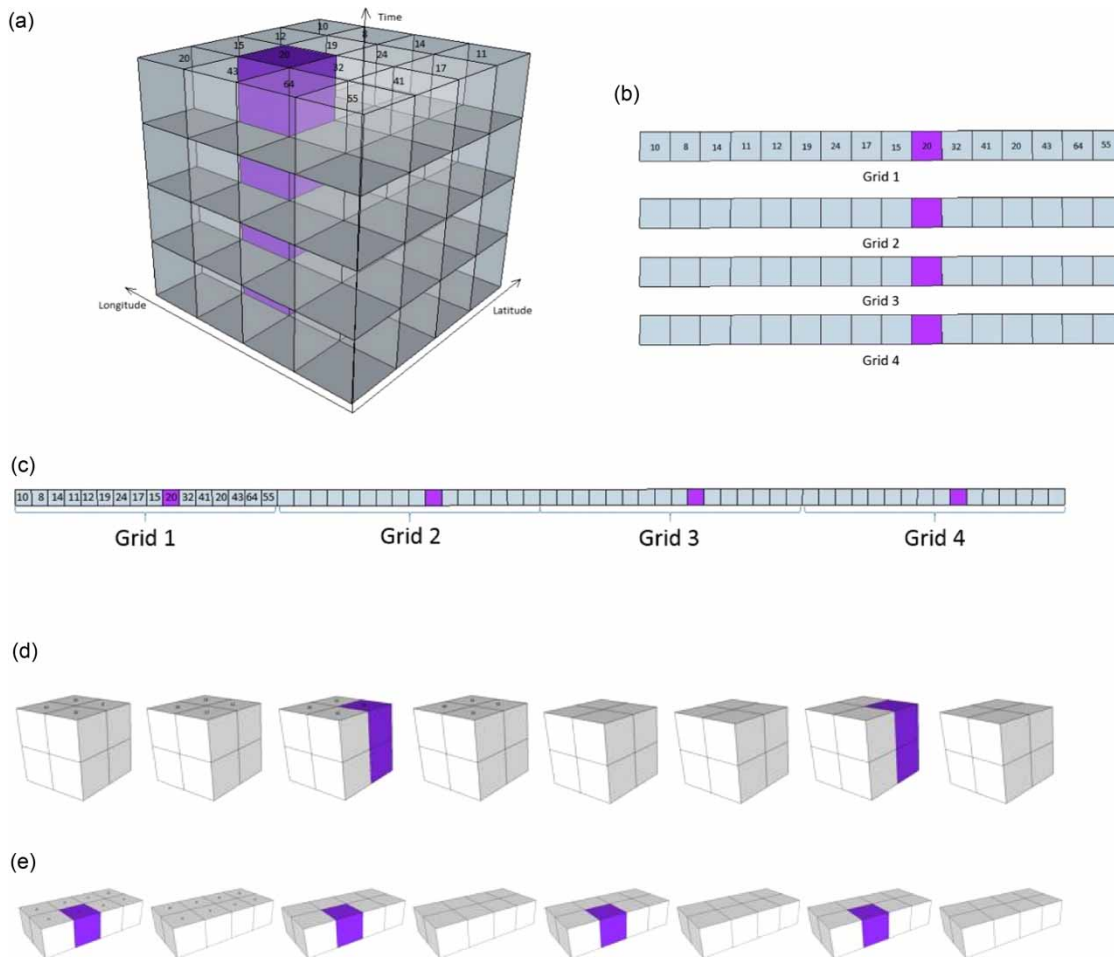 (a)
Time
10 8 14 11
12 19 24 17
15 20 32 41
20 43 64 55
Longitude
Latitude
(b)
10 8 14 11 12 19 24 17 15 20 32 41 20 43 64 55
Grid 1
Grid 2
Grid 3
Grid 4
(c)
10 8 14 11 12 19 24 17 15 20 32 41 20 43 64 55
Grid 1 Grid 2 Grid 3 Grid 4
(d)
(e)